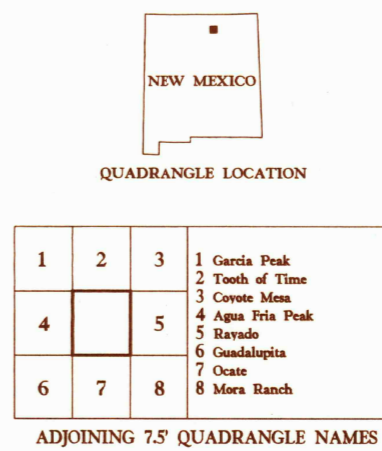 NEW MEXICO
QUADRANGLE LOCATION
1 2 3
4 5
6 7 8
1 Garcia Peak
2 Tooth of Time
3 Coyote Mesa
4 Agua Fria Peak
5 Rayado
6 Guadalupita
7 Ocate
8 Mora Ranch
ADJOINING 7.5' QUADRANGLE NAMES